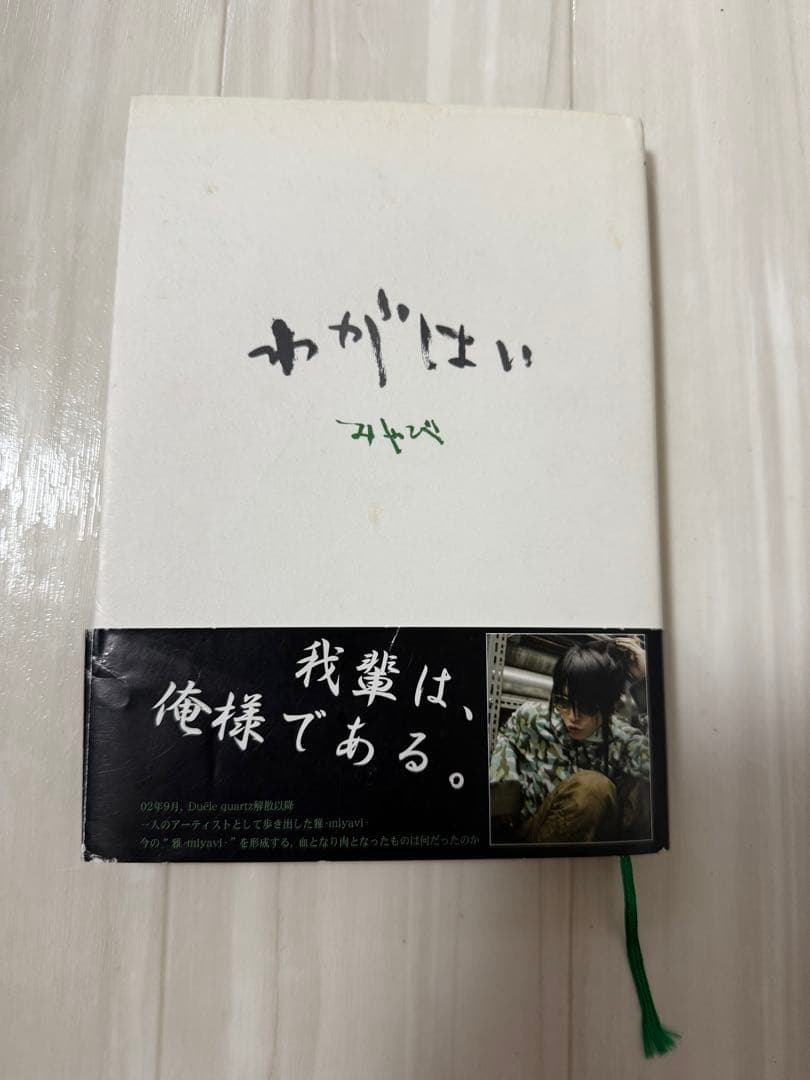 わがはい
みやび
我輩は、
俺様である。
02年9月, Duéle quartz解散以降
一人のアーティストとして歩き出した雅-miyavi-
今の"雅-miyavi-"を形成する, 血となり肉となったものは何だったのか